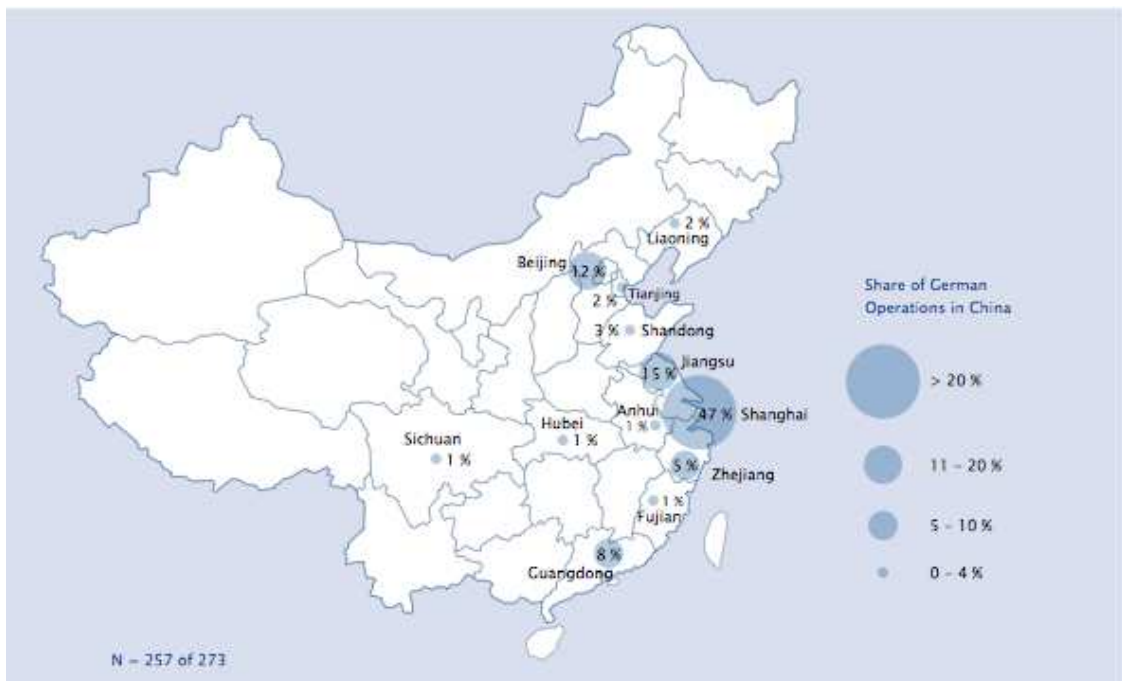 2 %
Liaoning
Beijing
12 %
2 %
Tianjing
3 %
Shandong
Jiangsu
15 %
47 %
Shanghai
Anhui
1 %
Hubei
1 %
Sichuan
1 %
5 %
Zhejiang
1 %
Fujian
8 %
Guangdong
Share of German
Operations in China
> 20 %
11 – 20 %
5 – 10 %
0 – 4 %
N = 257 of 273